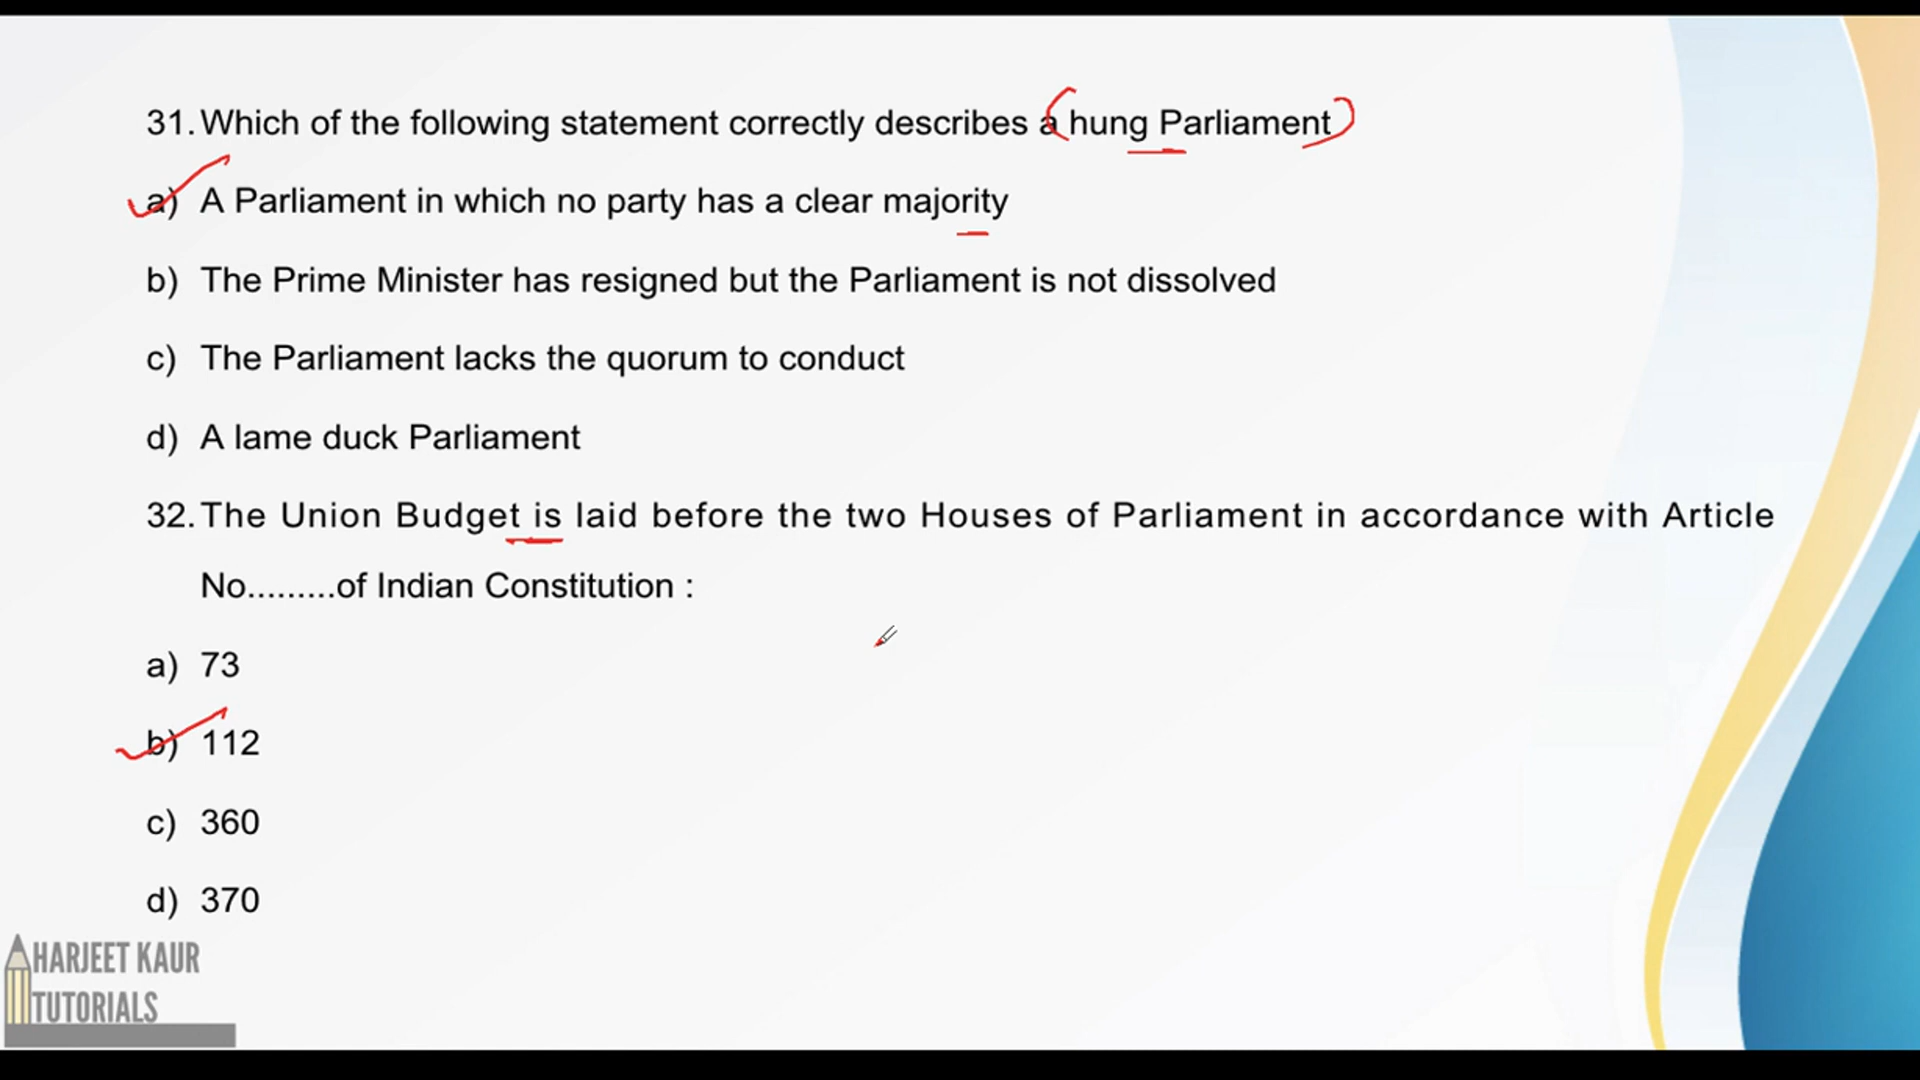 31. Which of the following statement correctly describes a hung Parliament
a) A Parliament in which no party has a clear majority
b) The Prime Minister has resigned but the Parliament is not dissolved
c) The Parliament lacks the quorum to conduct
d) A lame duck Parliament
32. The Union Budget is laid before the two Houses of Parliament in accordance with Article
No.........of Indian Constitution :
a) 73
b) 112
c) 360
d) 370
HARJEET KAUR
TUTORIALS